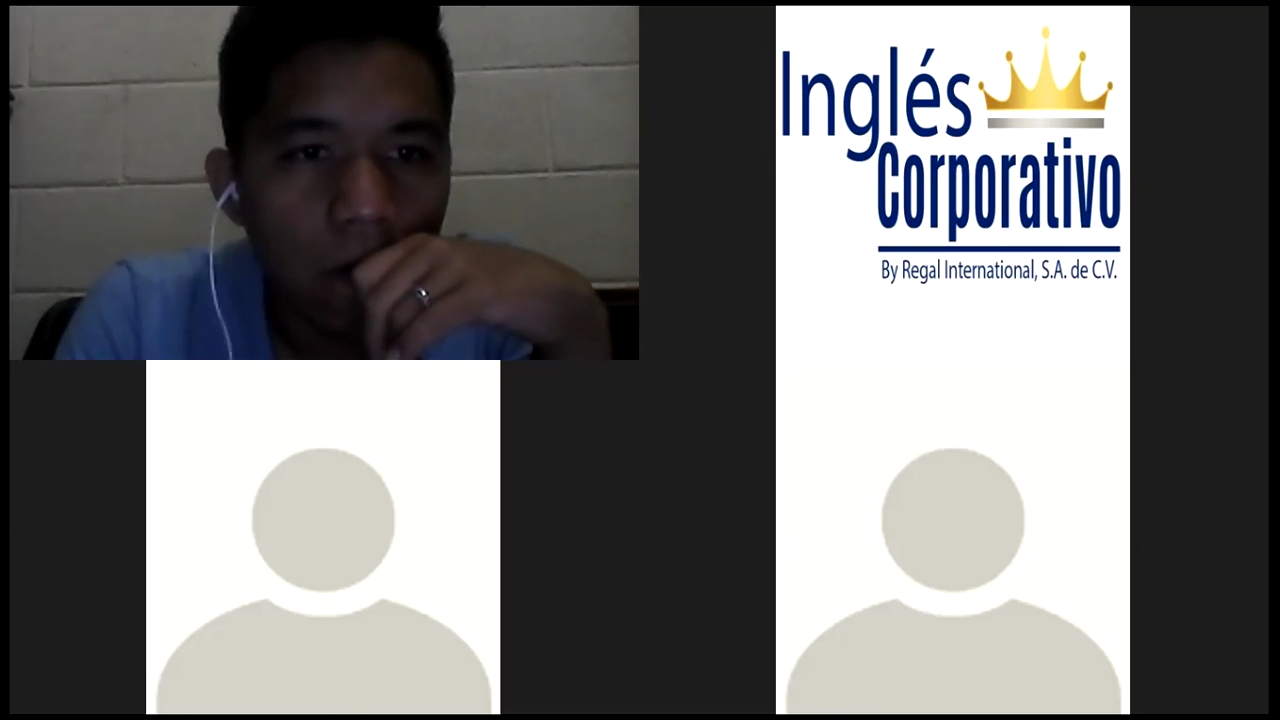 Inglés
Corporativo
By Regal International, S.A. de C.V.